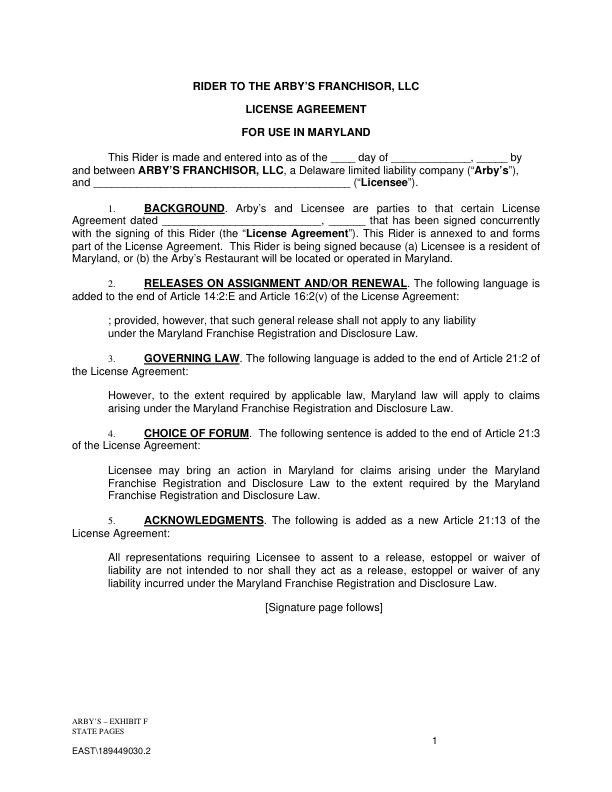 RIDER TO THE ARBY'S FRANCHISOR, LLC
LICENSE AGREEMENT
FOR USE IN MARYLAND
This Rider is made and entered into as of the ____ day of _____________, _____ by
and between ARBY'S FRANCHISOR, LLC, a Delaware limited liability company (“Arby's”),
and __________________________________________ (“Licensee”).
1. BACKGROUND. Arby's and Licensee are parties to that certain License
Agreement dated __________________________, ______ that has been signed concurrently
with the signing of this Rider (the “License Agreement”). This Rider is annexed to and forms
part of the License Agreement. This Rider is being signed because (a) Licensee is a resident of
Maryland, or (b) the Arby's Restaurant will be located or operated in Maryland.
2. RELEASES ON ASSIGNMENT AND/OR RENEWAL. The following language is
added to the end of Article 14:2:E and Article 16:2(v) of the License Agreement:
; provided, however, that such general release shall not apply to any liability
under the Maryland Franchise Registration and Disclosure Law.
3. GOVERNING LAW. The following language is added to the end of Article 21:2 of
the License Agreement:
However, to the extent required by applicable law, Maryland law will apply to claims
arising under the Maryland Franchise Registration and Disclosure Law.
4. CHOICE OF FORUM. The following sentence is added to the end of Article 21:3
of the License Agreement:
Licensee may bring an action in Maryland for claims arising under the Maryland
Franchise Registration and Disclosure Law to the extent required by the Maryland
Franchise Registration and Disclosure Law.
5. ACKNOWLEDGMENTS. The following is added as a new Article 21:13 of the
License Agreement:
All representations requiring Licensee to assent to a release, estoppel or waiver of
liability are not intended to nor shall they act as a release, estoppel or waiver of any
liability incurred under the Maryland Franchise Registration and Disclosure Law.
[Signature page follows]
ARBY'S – EXHIBIT F
STATE PAGES
1
EAST\189449030.2